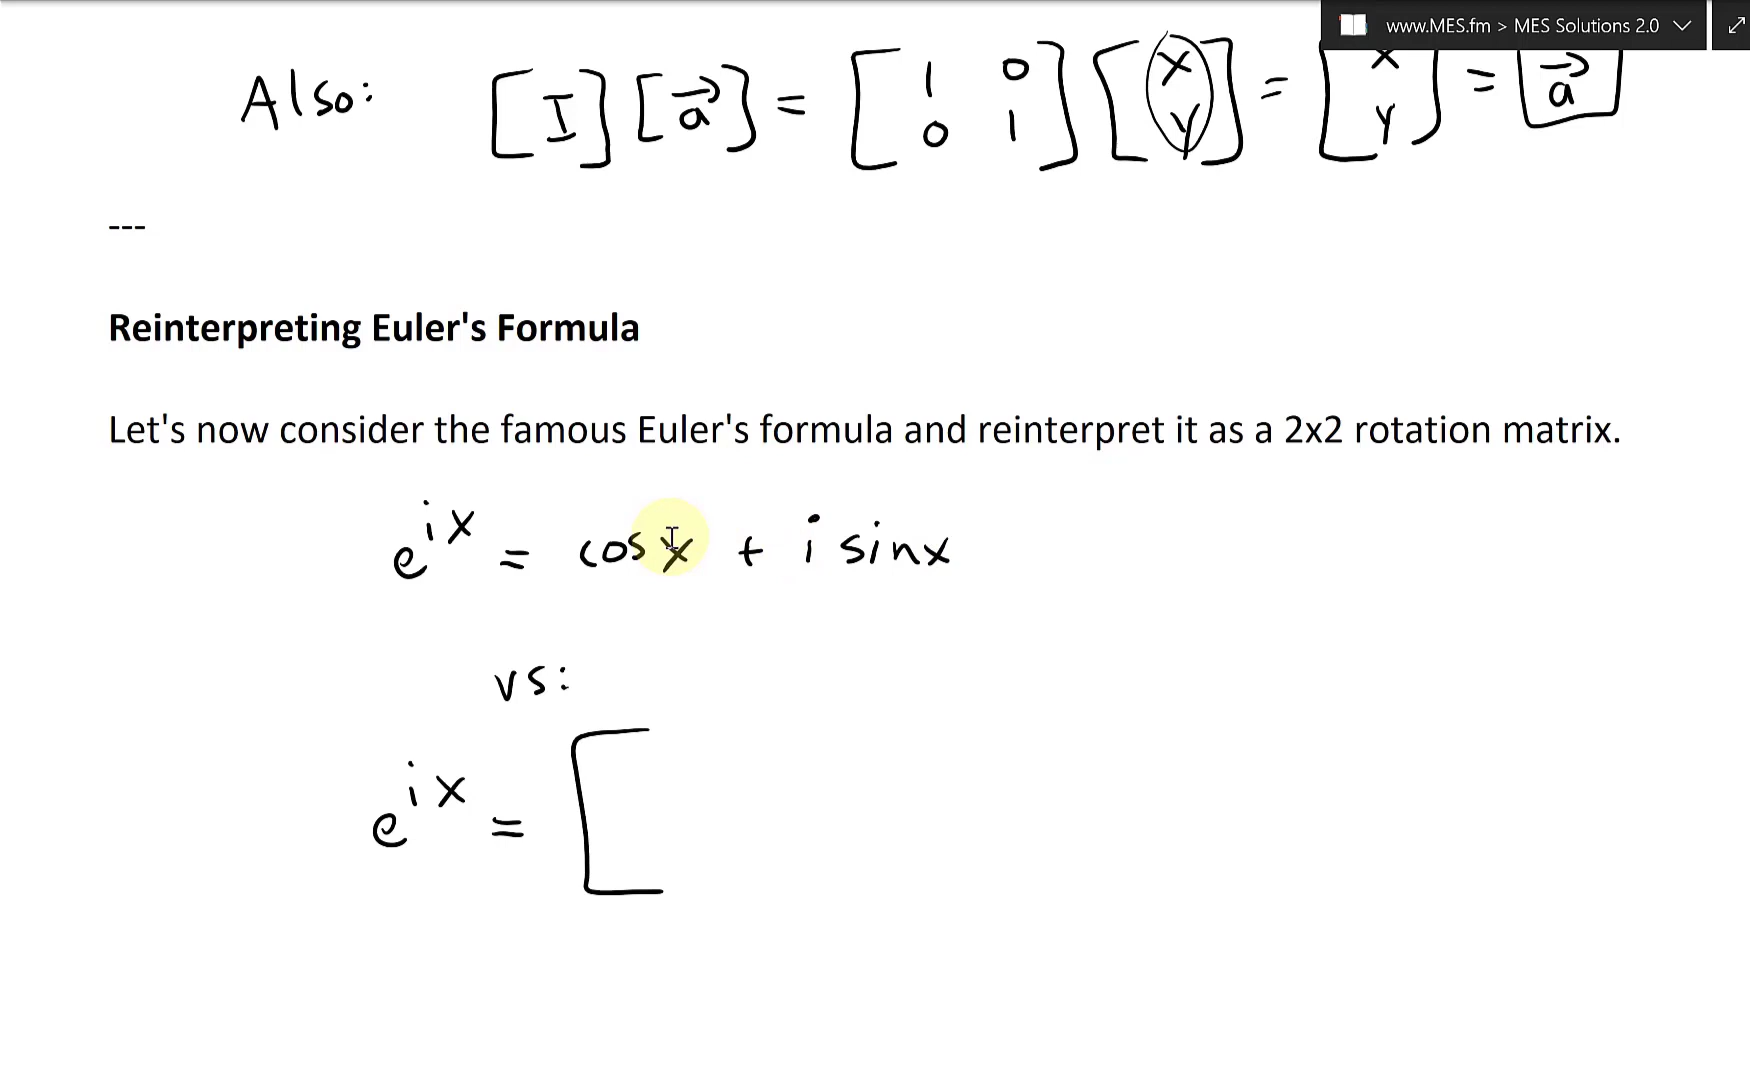 www.MES.fm > MES Solutions 2.0
Also: [I][a⃗] = [1 0; 0 1][x; y] = [x; y] = [a⃗]
---
Reinterpreting Euler's Formula
Let's now consider the famous Euler's formula and reinterpret it as a 2x2 rotation matrix.
e^{ix} = cos x + i sin x
vs:
e^{ix} = [